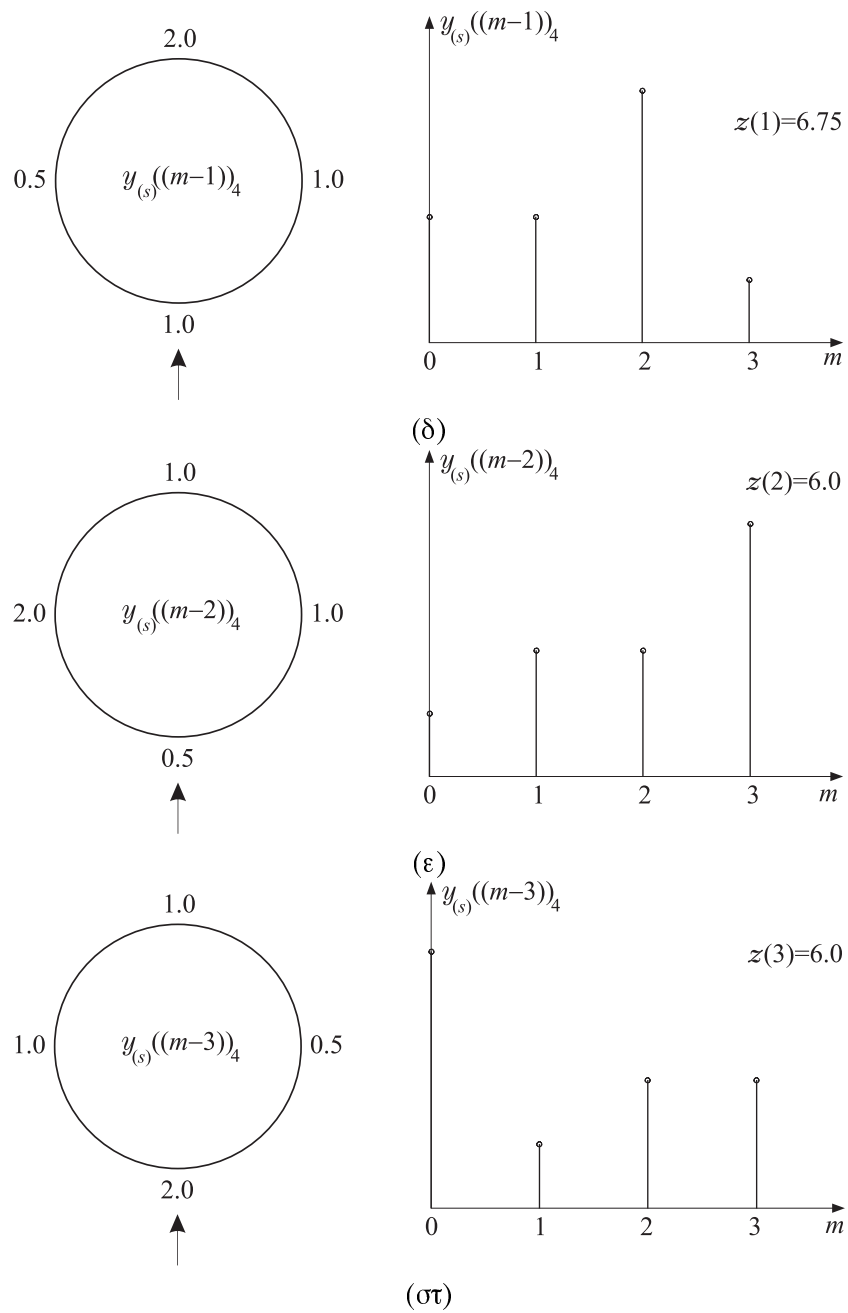 2.0
0.5
y(s)((m−1))4
1.0
1.0
y(s)((m−1))4
z(1)=6.75
0 1 2 3 m
(δ)
1.0
2.0
y(s)((m−2))4
1.0
0.5
y(s)((m−2))4
z(2)=6.0
0 1 2 3 m
(ε)
1.0
1.0
y(s)((m−3))4
0.5
2.0
y(s)((m−3))4
z(3)=6.0
0 1 2 3 m
(στ)